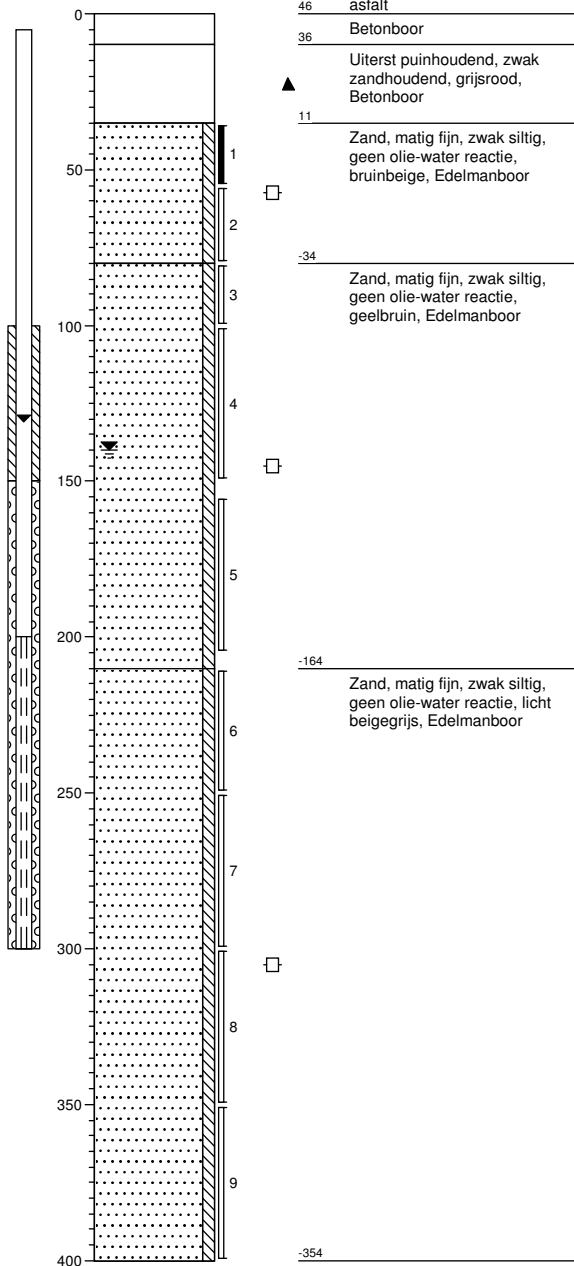 0
50
100
150
200
250
300
350
400
1
2
3
4
5
6
7
8
9
46 asfalt
Betonboor
36
Uiterst puinhoudend, zwak
zandhoudend, grijsrood,
Betonboor
11
Zand, matig fijn, zwak siltig,
geen olie-water reactie,
bruinbeige, Edelmanboor
-34
Zand, matig fijn, zwak siltig,
geen olie-water reactie,
geelbruin, Edelmanboor
-164
Zand, matig fijn, zwak siltig,
geen olie-water reactie, licht
beigegrijs, Edelmanboor
-354